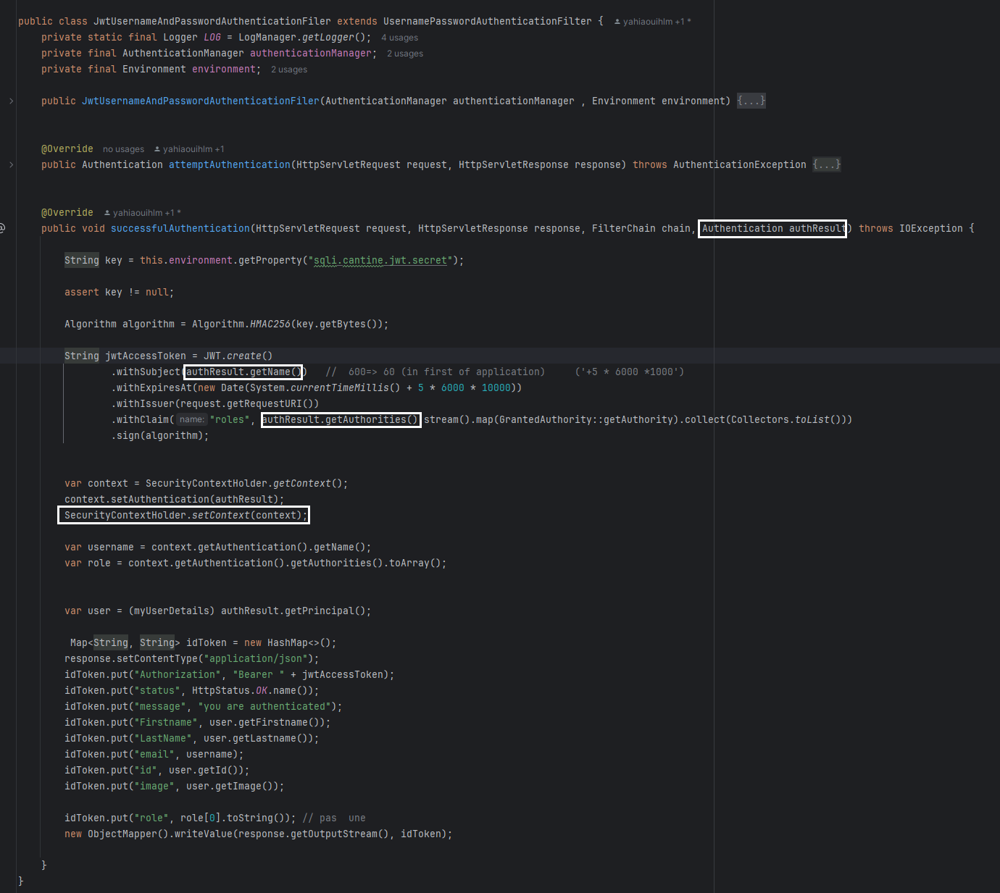 public class JwtUsernameAndPasswordAuthenticationFiler extends UsernamePasswordAuthenticationFilter { yahiaouihlm +1 *
private static final Logger LOG = LogManager.getLogger(); 4 usages
private final AuthenticationManager authenticationManager; 2 usages
private final Environment environment; 2 usages
public JwtUsernameAndPasswordAuthenticationFiler(AuthenticationManager authenticationManager , Environment environment) {...}
@Override no usages yahiaouihlm +1
public Authentication attemptAuthentication(HttpServletRequest request, HttpServletResponse response) throws AuthenticationException {...}
@Override yahiaouihlm +1 *
public void successfulAuthentication(HttpServletRequest request, HttpServletResponse response, FilterChain chain, Authentication authResult) throws IOException {
String key = this.environment.getProperty("sqli.cantine.jwt.secret");
assert key != null;
Algorithm algorithm = Algorithm.HMAC256(key.getBytes());
String jwtAccessToken = JWT.create()
.withSubject(authResult.getName()) // 600=> 60 (in first of application) ('+5 * 6000 *1000')
.withExpiresAt(new Date(System.currentTimeMillis() + 5 * 6000 * 10000))
.withIssuer(request.getRequestURI())
.withClaim( name: "roles", authResult.getAuthorities().stream().map(GrantedAuthority::getAuthority).collect(Collectors.toList()))
.sign(algorithm);
var context = SecurityContextHolder.getContext();
context.setAuthentication(authResult);
SecurityContextHolder.setContext(context);
var username = context.getAuthentication().getName();
var role = context.getAuthentication().getAuthorities().toArray();
var user = (myUserDetails) authResult.getPrincipal();
Map<String, String> idToken = new HashMap<>();
response.setContentType("application/json");
idToken.put("Authorization", "Bearer " + jwtAccessToken);
idToken.put("status", HttpStatus.OK.name());
idToken.put("message", "you are authenticated");
idToken.put("Firstname", user.getFirstname());
idToken.put("LastName", user.getLastname());
idToken.put("email", username);
idToken.put("id", user.getId());
idToken.put("image", user.getImage());
idToken.put("role", role[0].toString()); // pas une
new ObjectMapper().writeValue(response.getOutputStream(), idToken);
}
}